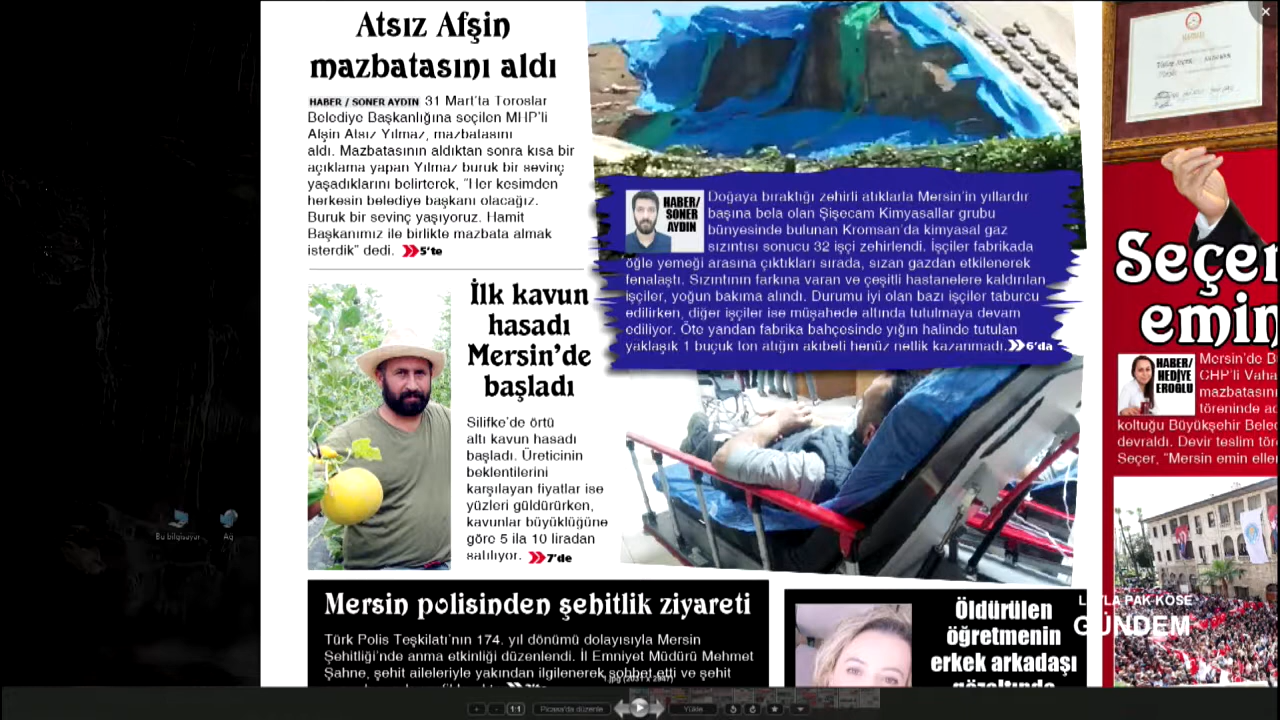 Atsız Afşin
mazbatasını aldı
HABER / SONER AYDIN 31 Mart'ta Toroslar
Belediye Başkanlığına seçilen MHP'li
Afşin Atsız Yılmaz, mazbatasını
aldı. Mazbatasının aldıktan sonra kısa bir
açıklama yapan Yılmaz buruk bir sevinç
yaşadıklarını belirterek, "Her kesimden
herkesin belediye başkanı olacağız.
Buruk bir sevinç yaşıyoruz. Hamit
Başkanımız ile birlikte mazbata almak
isterdik" dedi. 5'te
İlk kavun
hasadı
Mersin'de
başladı
Silifke'de örtü
altı kavun hasadı
başladı. Üreticinin
beklentilerini
karşılayan fiyatlar ise
yüzleri güldürürken,
kavunlar büyüklüğüne
göre 5 ila 10 liradan
satılıyor. 7'de
HABER/
SONER
AYDIN
Doğaya bıraktığı zehirli atıklarla Mersin'in yıllardır
başına bela olan Şişecam Kimyasallar grubu
bünyesinde bulunan Kromsan'da kimyasal gaz
sızıntısı sonucu 32 işçi zehirlendi. İşçiler fabrikada
öğle yemeği arasına çıktıkları sırada, sızan gazdan etkilenerek
fenalaştı. Sızıntının farkına varan ve çeşitli hastanelere kaldırılan
işçiler, yoğun bakıma alındı. Durumu iyi olan bazı işçiler taburcu
edilirken, diğer işçiler ise müşahede altında tutulmaya devam
ediliyor. Öte yandan fabrika bahçesinde yığın halinde tutulan
yaklaşık 1 buçuk ton atığın akıbeti henüz netlik kazanmadı. 6'da
Seçer
emin
HABER/
HEDİYE
EROĞLU
Mersin'de B
CHP'li Vaha
mazbatasını
töreninde ad
koltuğu Büyükşehir Beled
devraldı. Devir teslim tör
Seçer, "Mersin emin eller
Mersin polisinden şehitlik ziyareti
Türk Polis Teşkilatı'nın 174. yıl dönümü dolayısıyla Mersin
Şehitliği'nde anma etkinliği düzenlendi. İl Emniyet Müdürü Mehmet
Şahne, şehit aileleriyle yakından ilgilenerek sohbet etti ve şehit
Öldürülen
öğretmenin
erkek arkadaşı
gözaltında
LEYLA PAK KÖSE
GÜNDEM
Bu bilgisayar
Ağ
1:1
Picasa'da düzenle
Yükle